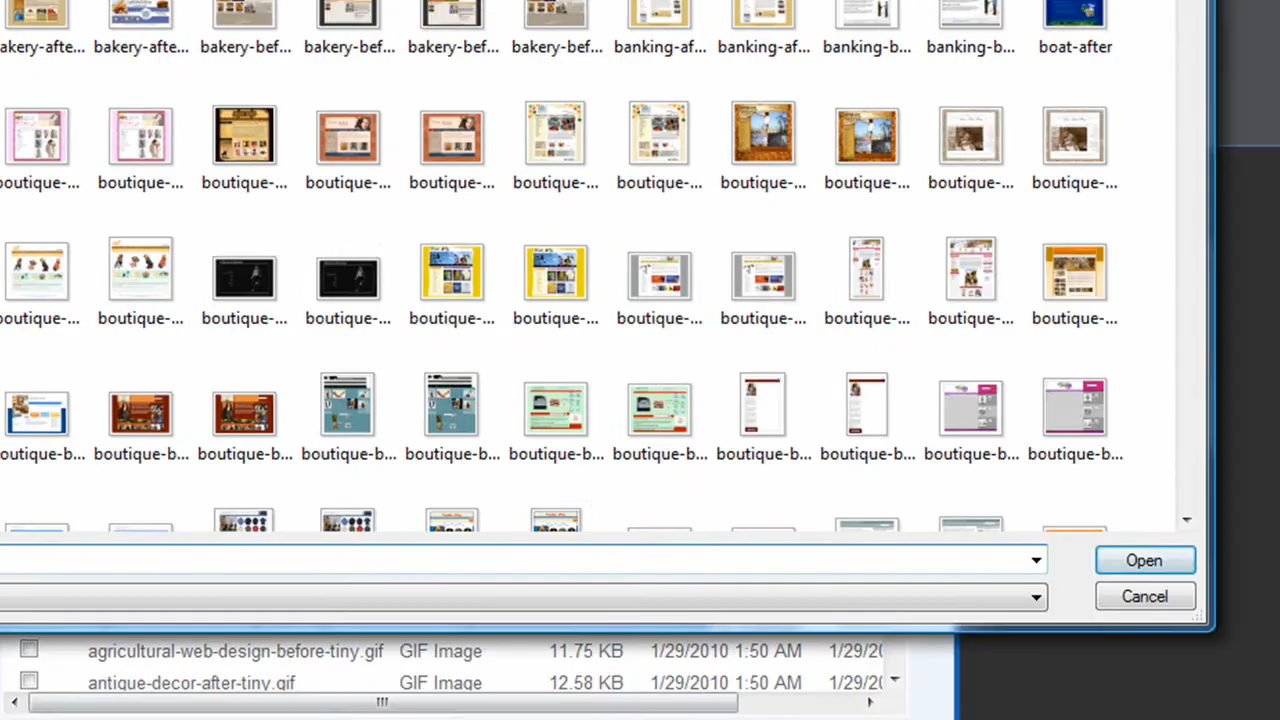 akery-afte... bakery-afte... bakery-bef... bakery-bef... bakery-bef... bakery-bef... banking-af... banking-af... banking-b... banking-b... boat-after
boutique-... boutique-... boutique-... boutique-... boutique-... boutique-... boutique-... boutique-... boutique-... boutique-... boutique-...
boutique-... boutique-... boutique-... boutique-... boutique-... boutique-... boutique-... boutique-... boutique-... boutique-... boutique-...
outique-b... boutique-b... boutique-b... boutique-b... boutique-b... boutique-b... boutique-b... boutique-b... boutique-b... boutique-b... boutique-b...
Open
Cancel
agricultural-web-design-before-tiny.gif GIF Image 11.75 KB 1/29/2010 1:50 AM 1/29/20
antique-decor-after-tiny.gif GIF Image 12.58 KB 1/29/2010 1:50 AM 1/29/20